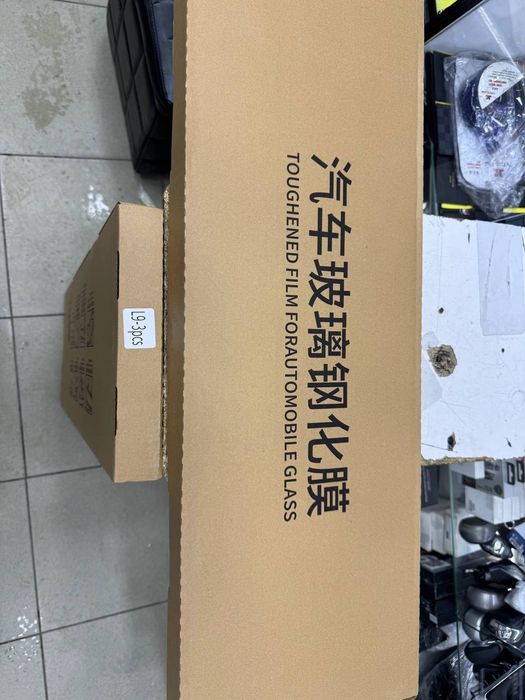 汽车玻璃钢化膜
TOUGHENED FILM FORAUTOMOBILE GLASS
L9-3pcs